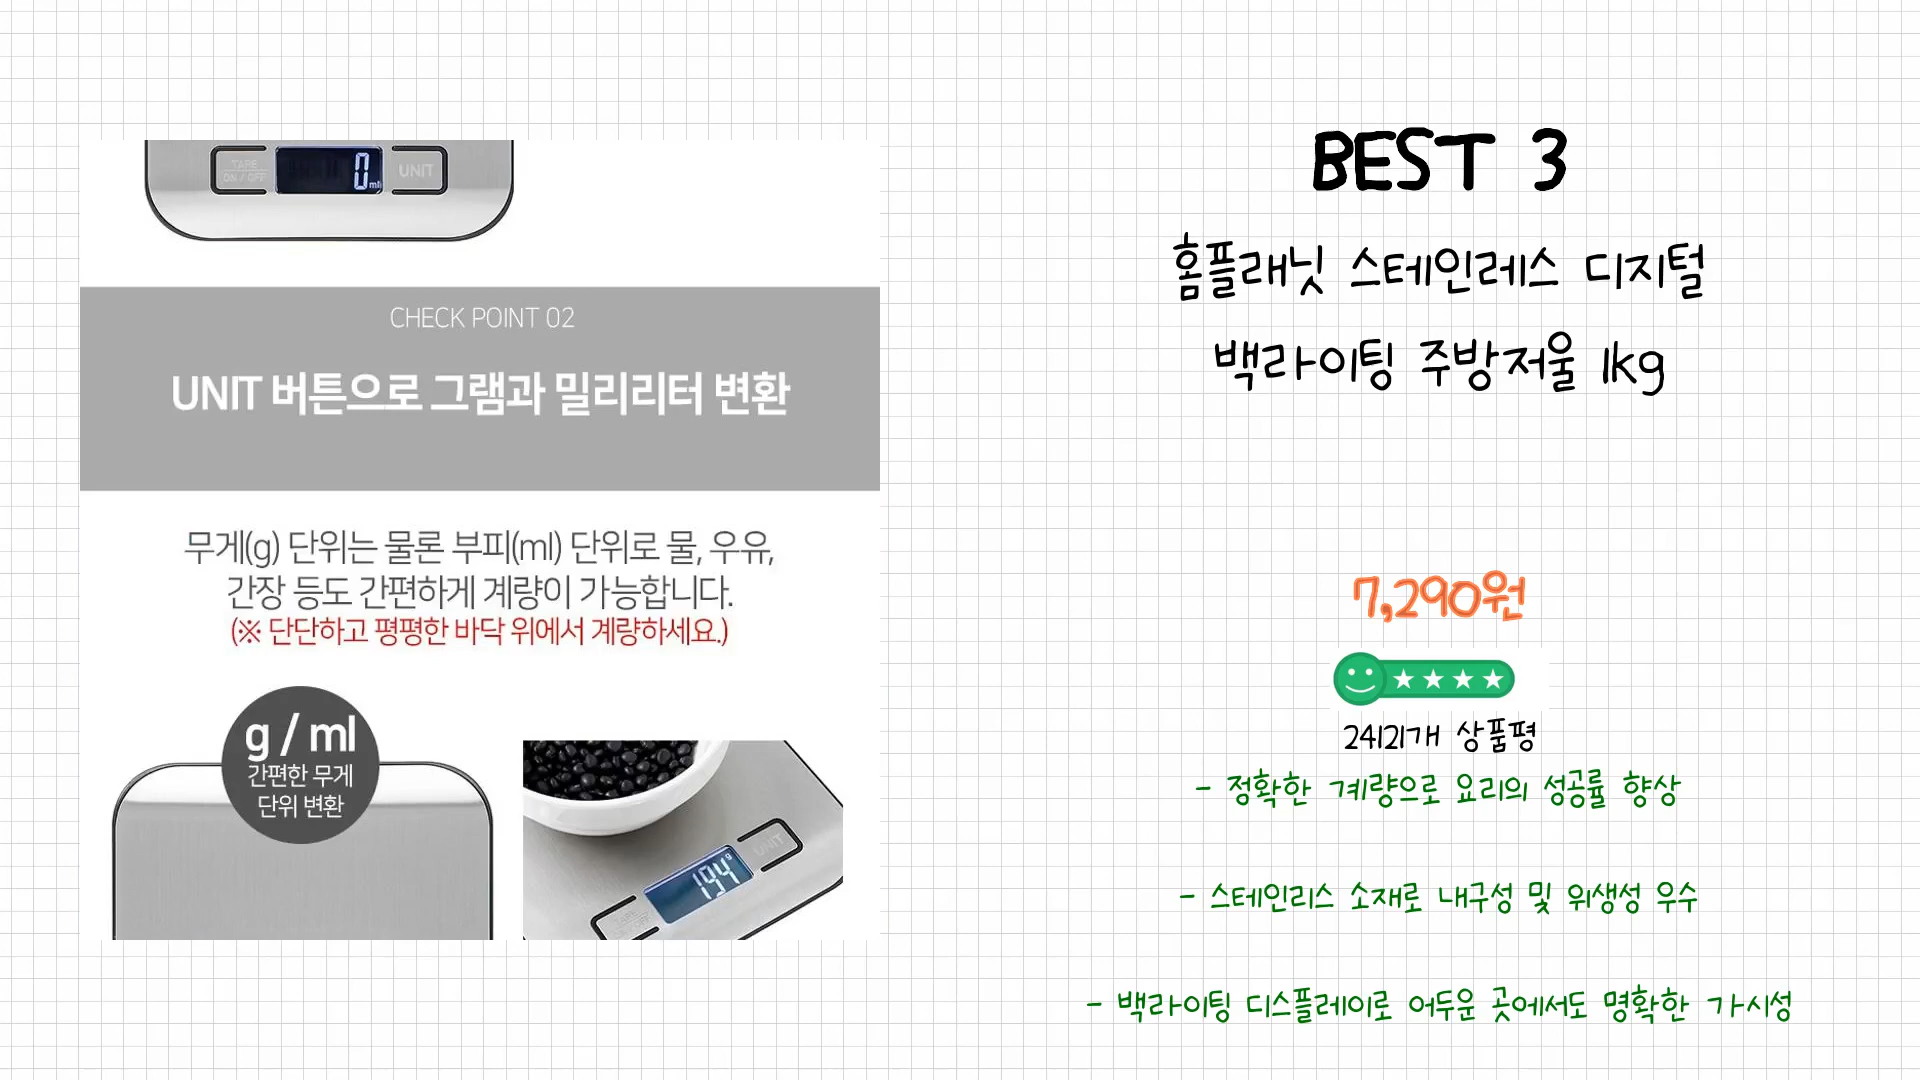 TARE
ON / OFF
0 ml
UNIT
CHECK POINT 02
UNIT 버튼으로 그램과 밀리리터 변환
무게(g) 단위는 물론 부피(ml) 단위로 물, 우유,
간장 등도 간편하게 계량이 가능합니다.
(※ 단단하고 평평한 바닥 위에서 계량하세요.)
g / ml
간편한 무게
단위 변환
194 g
UNIT
BEST 3
홈플래닛 스테인레스 디지털
백라이팅 주방저울 1kg
7,290원
24121개 상품평
- 정확한 계량으로 요리의 성공률 향상
- 스테인리스 소재로 내구성 및 위생성 우수
- 백라이팅 디스플레이로 어두운 곳에서도 명확한 가시성